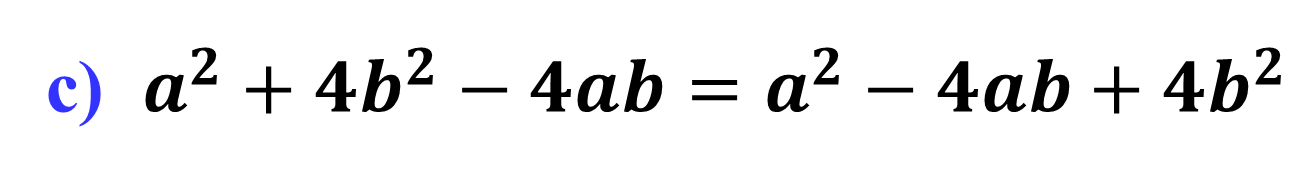 c) a² + 4b² − 4ab = a² − 4ab + 4b²